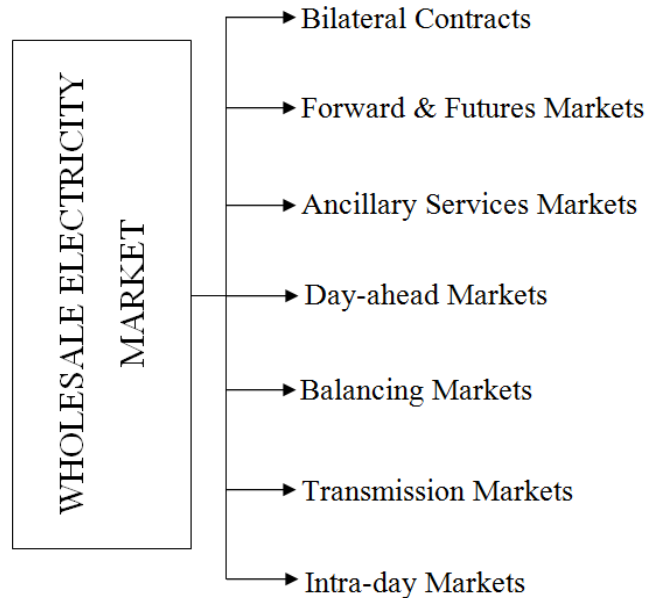 WHOLESALE ELECTRICITY
MARKET
Bilateral Contracts
Forward & Futures Markets
Ancillary Services Markets
Day-ahead Markets
Balancing Markets
Transmission Markets
Intra-day Markets